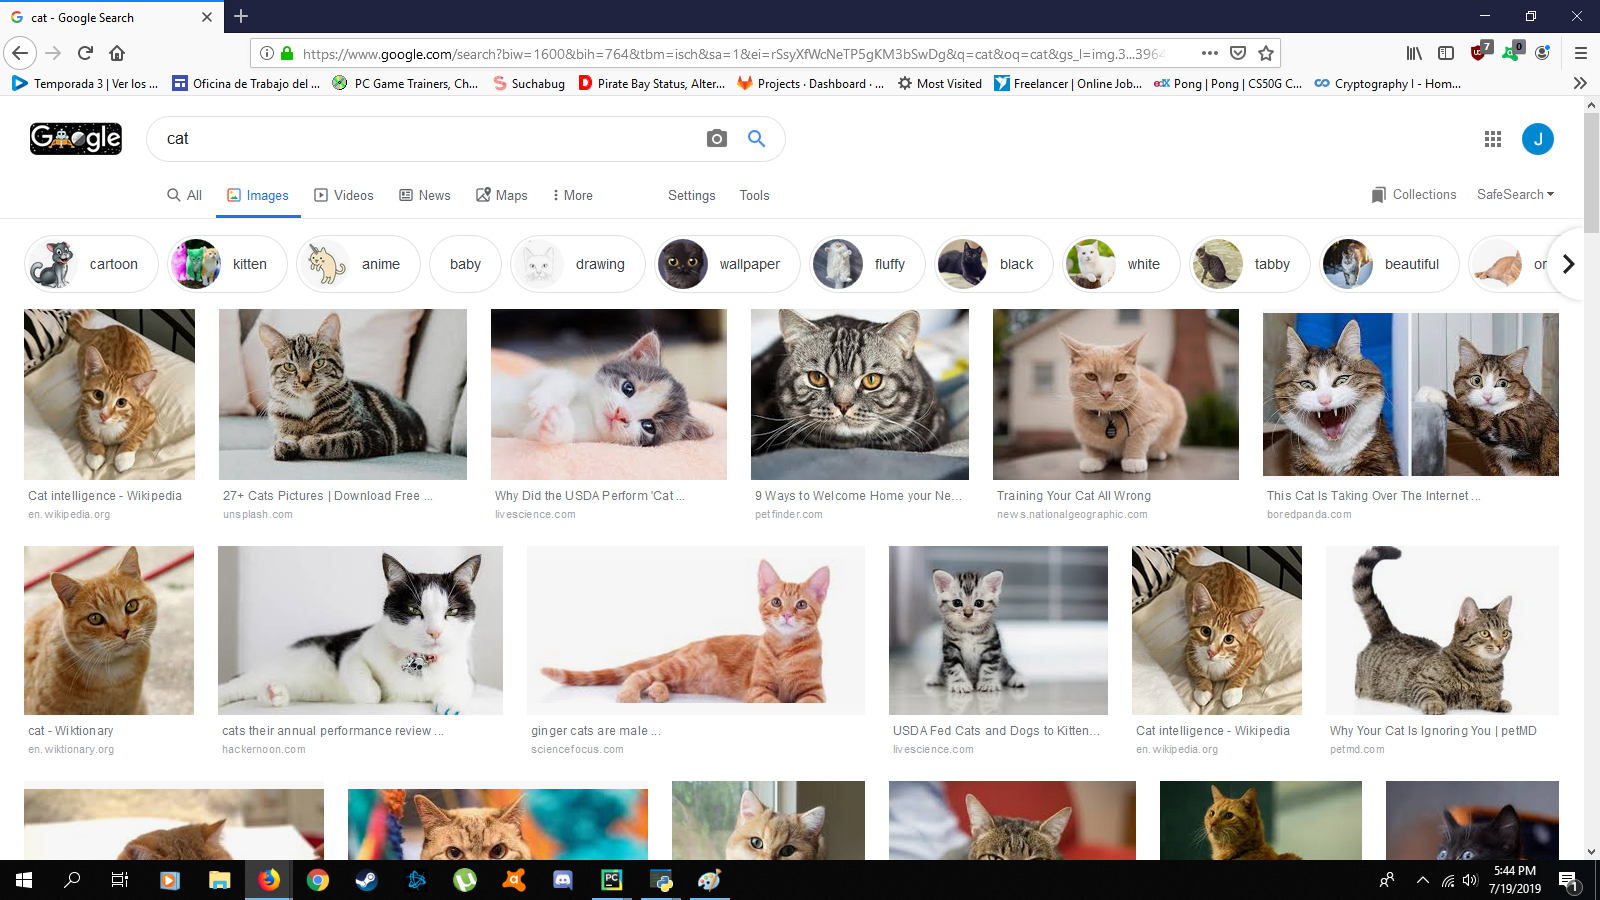 cat - Google Search
https://www.google.com/search?biw=1600&bih=764&tbm=isch&sa=1&ei=rSsyXfWcNeTP5gKM3bSwDg&q=cat&oq=cat&gs_l=img.3...3964
7
0
Temporada 3 | Ver los ...
Oficina de Trabajo del ...
PC Game Trainers, Ch...
Suchabug
Pirate Bay Status, Alter...
Projects · Dashboard · ...
Most Visited
Freelancer | Online Job...
edX
Pong | Pong | CS50G C...
Cryptography I - Hom...
Google
cat
J
All
Images
Videos
News
Maps
More
Settings
Tools
Collections
SafeSearch
cartoon
kitten
anime
baby
drawing
wallpaper
fluffy
black
white
tabby
beautiful
or
Cat intelligence - Wikipedia
en.wikipedia.org
27+ Cats Pictures | Download Free ...
unsplash.com
Why Did the USDA Perform 'Cat ...
livescience.com
9 Ways to Welcome Home your Ne...
petfinder.com
Training Your Cat All Wrong
news.nationalgeographic.com
This Cat Is Taking Over The Internet ...
boredpanda.com
cat - Wiktionary
en.wiktionary.org
cats their annual performance review ...
hackernoon.com
ginger cats are male ...
sciencefocus.com
USDA Fed Cats and Dogs to Kitten...
livescience.com
Cat intelligence - Wikipedia
en.wikipedia.org
Why Your Cat Is Ignoring You | petMD
petmd.com
PC
5:44 PM
7/19/2019
1